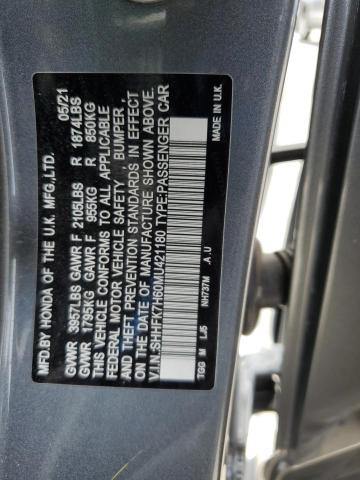 MFD.BY HONDA OF THE U.K. MFG.,LTD. 05/21
GVWR 3957LBS GAWR F 2105LBS R 1874LBS
GVWR 1795KG GAWR F 955KG R 850KG
THIS VEHICLE CONFORMS TO ALL APPLICABLE
FEDERAL MOTOR VEHICLE SAFETY, BUMPER,
AND THEFT PREVENTION STANDARDS IN EFFECT
ON THE DATE OF MANUFACTURE SHOWN ABOVE.
V.I.N.:SHHFK7H60MU421180 TYPE:PASSENGER CAR
TGG M LJ5 NH737M .A.U MADE IN U.K.